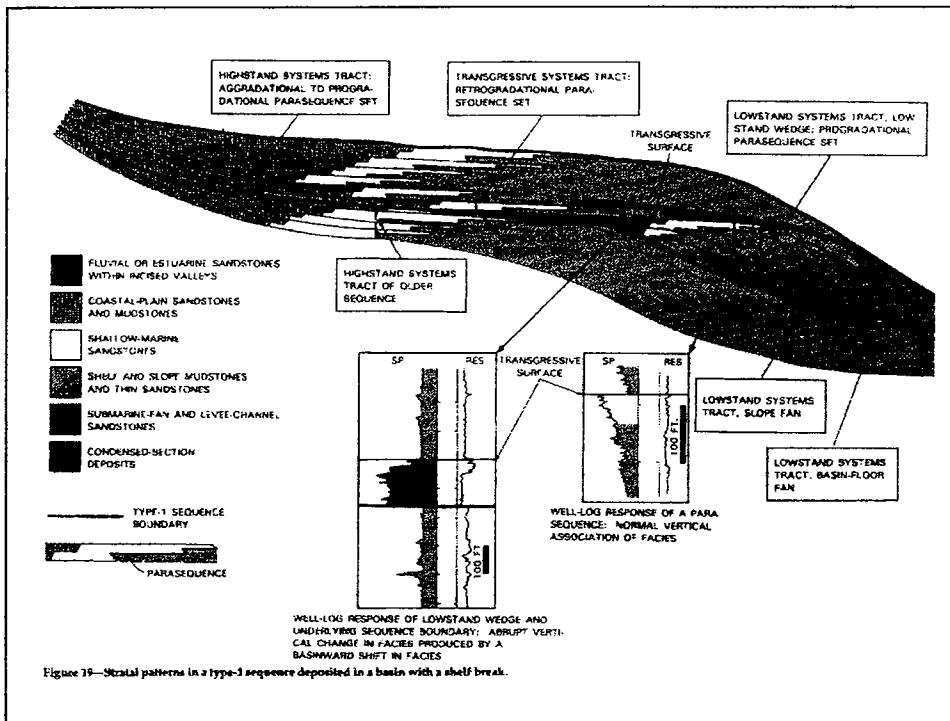 HIGHSTAND SYSTEMS TRACT:
AGGRADATIONAL TO PROGRA-
DATIONAL PARASEQUENCE SET
TRANSGRESSIVE SYSTEMS TRACT:
RETROGRADATIONAL PARA-
SEQUENCE SET
TRANSGRESSIVE
SURFACE
LOWSTAND SYSTEMS TRACT, LOW
STAND WEDGE: PROGRADATIONAL
PARASEQUENCE SET
HIGHSTAND SYSTEMS
TRACT OF OLDER
SEQUENCE
FLUVIAL OR ESTUARINE SANDSTONES
WITHIN INCISED VALLEYS
COASTAL-PLAIN SANDSTONES
AND MUDSTONES
SHALLOW-MARINE
SANDSTONES
SHELF AND SLOPE MUDSTONES
AND THIN SANDSTONES
SUBMARINE-FAN AND LEVEE-CHANNEL
SANDSTONES
CONDENSED-SECTION
DEPOSITS
TYPE-1 SEQUENCE
BOUNDARY
PARASEQUENCE
SP RES
100 FT
TRANSGRESSIVE
SURFACE
SP RES
100 FT.
LOWSTAND SYSTEMS
TRACT, SLOPE FAN
LOWSTAND SYSTEMS
TRACT, BASIN-FLOOR
FAN
WELL-LOG RESPONSE OF A PARA
SEQUENCE: NORMAL VERTICAL
ASSOCIATION OF FACIES
WELL-LOG RESPONSE OF LOWSTAND WEDGE AND
UNDERLYING SEQUENCE BOUNDARY: ABRUPT VERTI-
CAL CHANGE IN FACIES PRODUCED BY A
BASINWARD SHIFT IN FACIES
Figure 19—Stratal patterns in a type-1 sequence deposited in a basin with a shelf break.